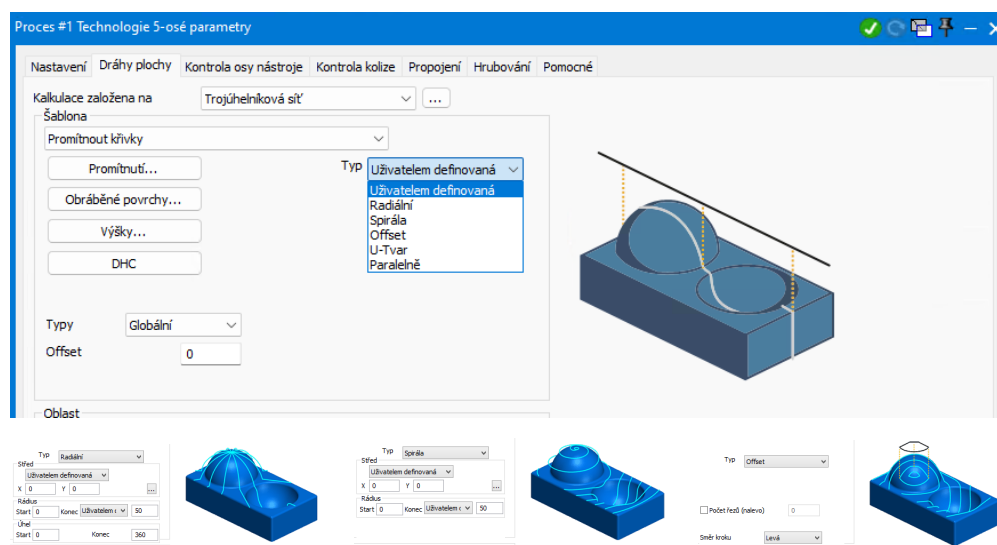 Proces #1 Technologie 5-osé parametry
Nastavení Dráhy plochy Kontrola osy nástroje Kontrola kolize Propojení Hrubování Pomocné
Kalkulace založena na Trojúhelníková síť ...
Šablona
Promítnout křivky
Promítnutí... Typ Uživatelem definovaná
Uživatelem definovaná
Obráběné povrchy... Radiální
Spirála
Výšky... Offset
U-Tvar
DHC Paralelně
Typy Globální
Offset 0
Oblast
Typ Radiální
Střed
Uživatelem definovaná
X 0 Y 0 ...
Rádius
Start 0 Konec Uživatelem 50
Úhel
Start 0 Konec 360
Typ Spirála
Střed
Uživatelem definovaná
X 0 Y 0 ...
Rádius
Start 0 Konec Uživatelem 50
Typ Offset
Počet řezů (nalevo) 0
Směr kroku Levá